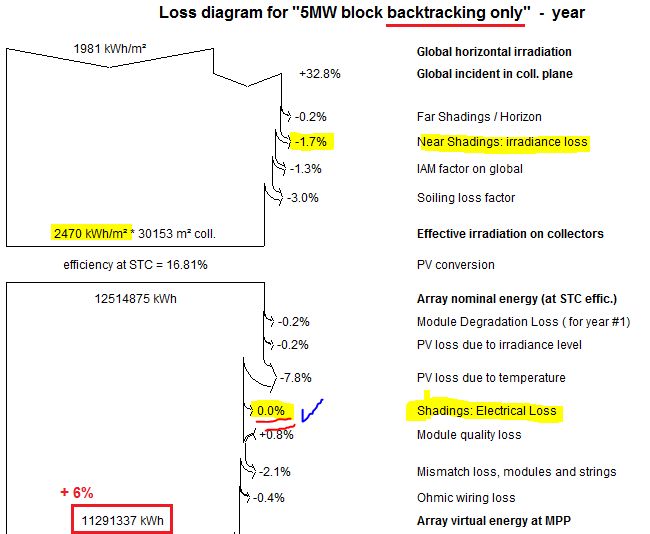 Loss diagram for "5MW block backtracking only" - year
1981 kWh/m² Global horizontal irradiation
+32.8% Global incident in coll. plane
-0.2% Far Shadings / Horizon
-1.7% Near Shadings: irradiance loss
-1.3% IAM factor on global
-3.0% Soiling loss factor
2470 kWh/m² * 30153 m² coll. Effective irradiation on collectors
efficiency at STC = 16.81% PV conversion
12514875 kWh Array nominal energy (at STC effic.)
-0.2% Module Degradation Loss ( for year #1)
-0.2% PV loss due to irradiance level
-7.8% PV loss due to temperature
0.0% Shadings: Electrical Loss
+0.8% Module quality loss
-2.1% Mismatch loss, modules and strings
-0.4% Ohmic wiring loss
+ 6%
11291337 kWh Array virtual energy at MPP